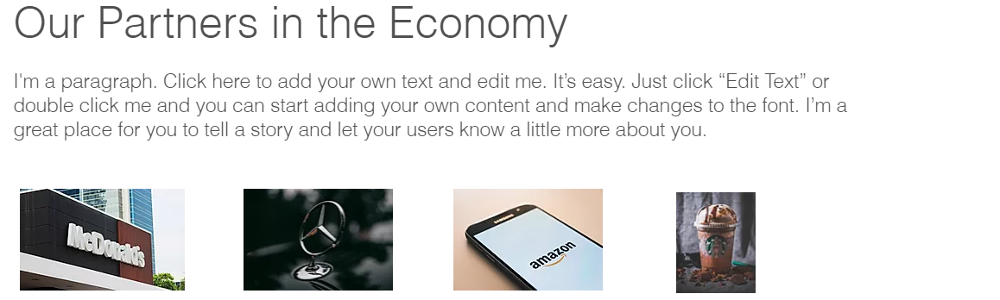 Our Partners in the Economy
I'm a paragraph. Click here to add your own text and edit me. It’s easy. Just click “Edit Text” or
double click me and you can start adding your own content and make changes to the font. I’m a
great place for you to tell a story and let your users know a little more about you.
McDonald's
SAMSUNG
amazon